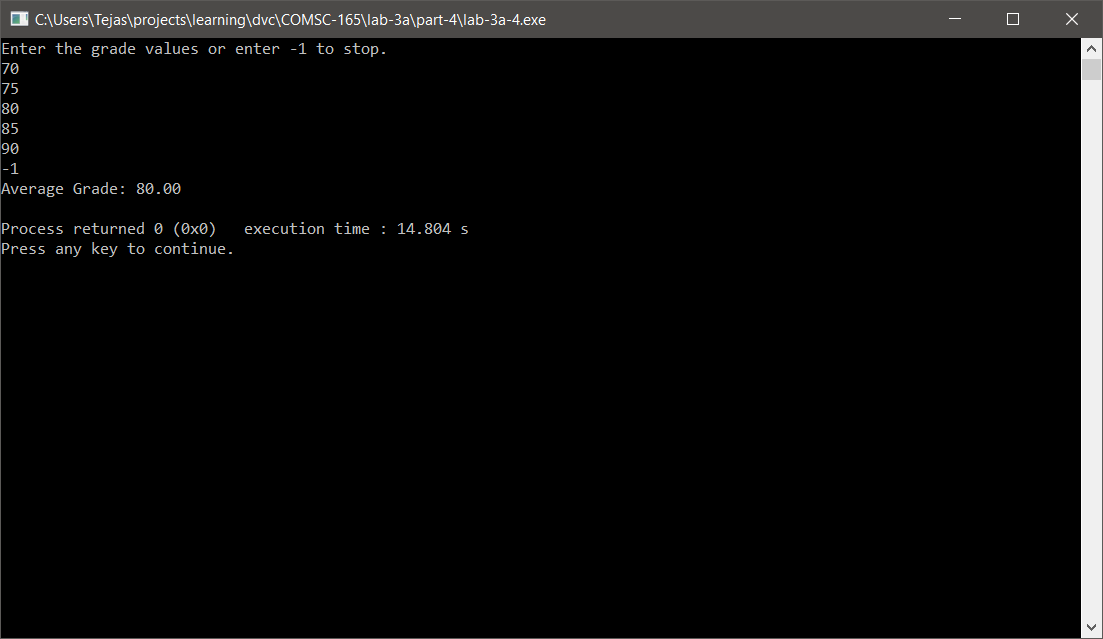 C:\Users\Tejas\projects\learning\dvc\COMSC-165\lab-3a\part-4\lab-3a-4.exe
Enter the grade values or enter -1 to stop.
70
75
80
85
90
-1
Average Grade: 80.00
Process returned 0 (0x0)   execution time : 14.804 s
Press any key to continue.